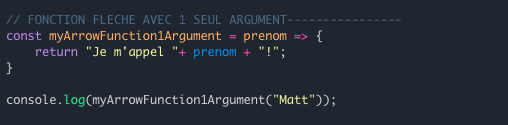 // FONCTION FLECHE AVEC 1 SEUL ARGUMENT----------------
const myArrowFunction1Argument = prenom => {
    return "Je m'appel "+ prenom + "!";
}
console.log(myArrowFunction1Argument("Matt"));